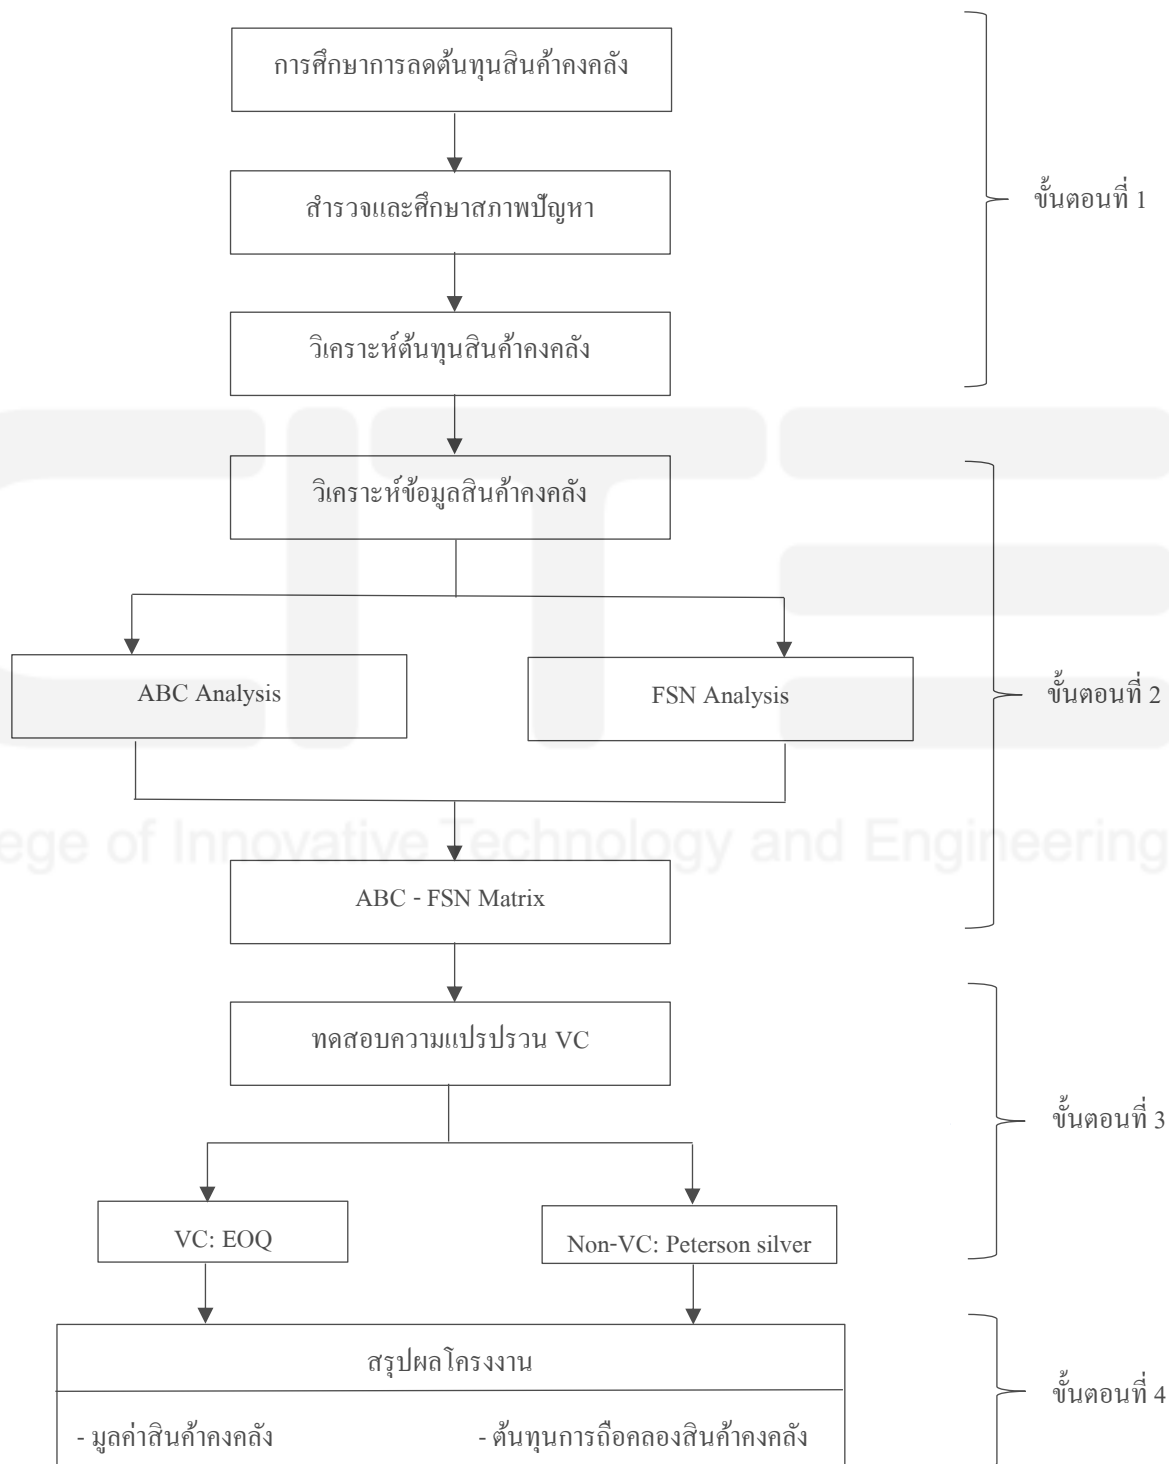 การศึกษาการลดต้นทุนสินค้าคงคลัง
สำรวจและศึกษาสภาพปัญหา
ขั้นตอนที่ 1
วิเคราะห์ต้นทุนสินค้าคงคลัง
วิเคราะห์ข้อมูลสินค้าคงคลัง
ABC Analysis
FSN Analysis
ขั้นตอนที่ 2
ege of Innovative Technology and Engineering
ABC - FSN Matrix
ทดสอบความแปรปรวน VC
ขั้นตอนที่ 3
VC: EOQ
Non-VC: Peterson silver
สรุปผลโครงงาน
ขั้นตอนที่ 4
- มูลค่าสินค้าคงคลัง
- ต้นทุนการถือคลองสินค้าคงคลัง